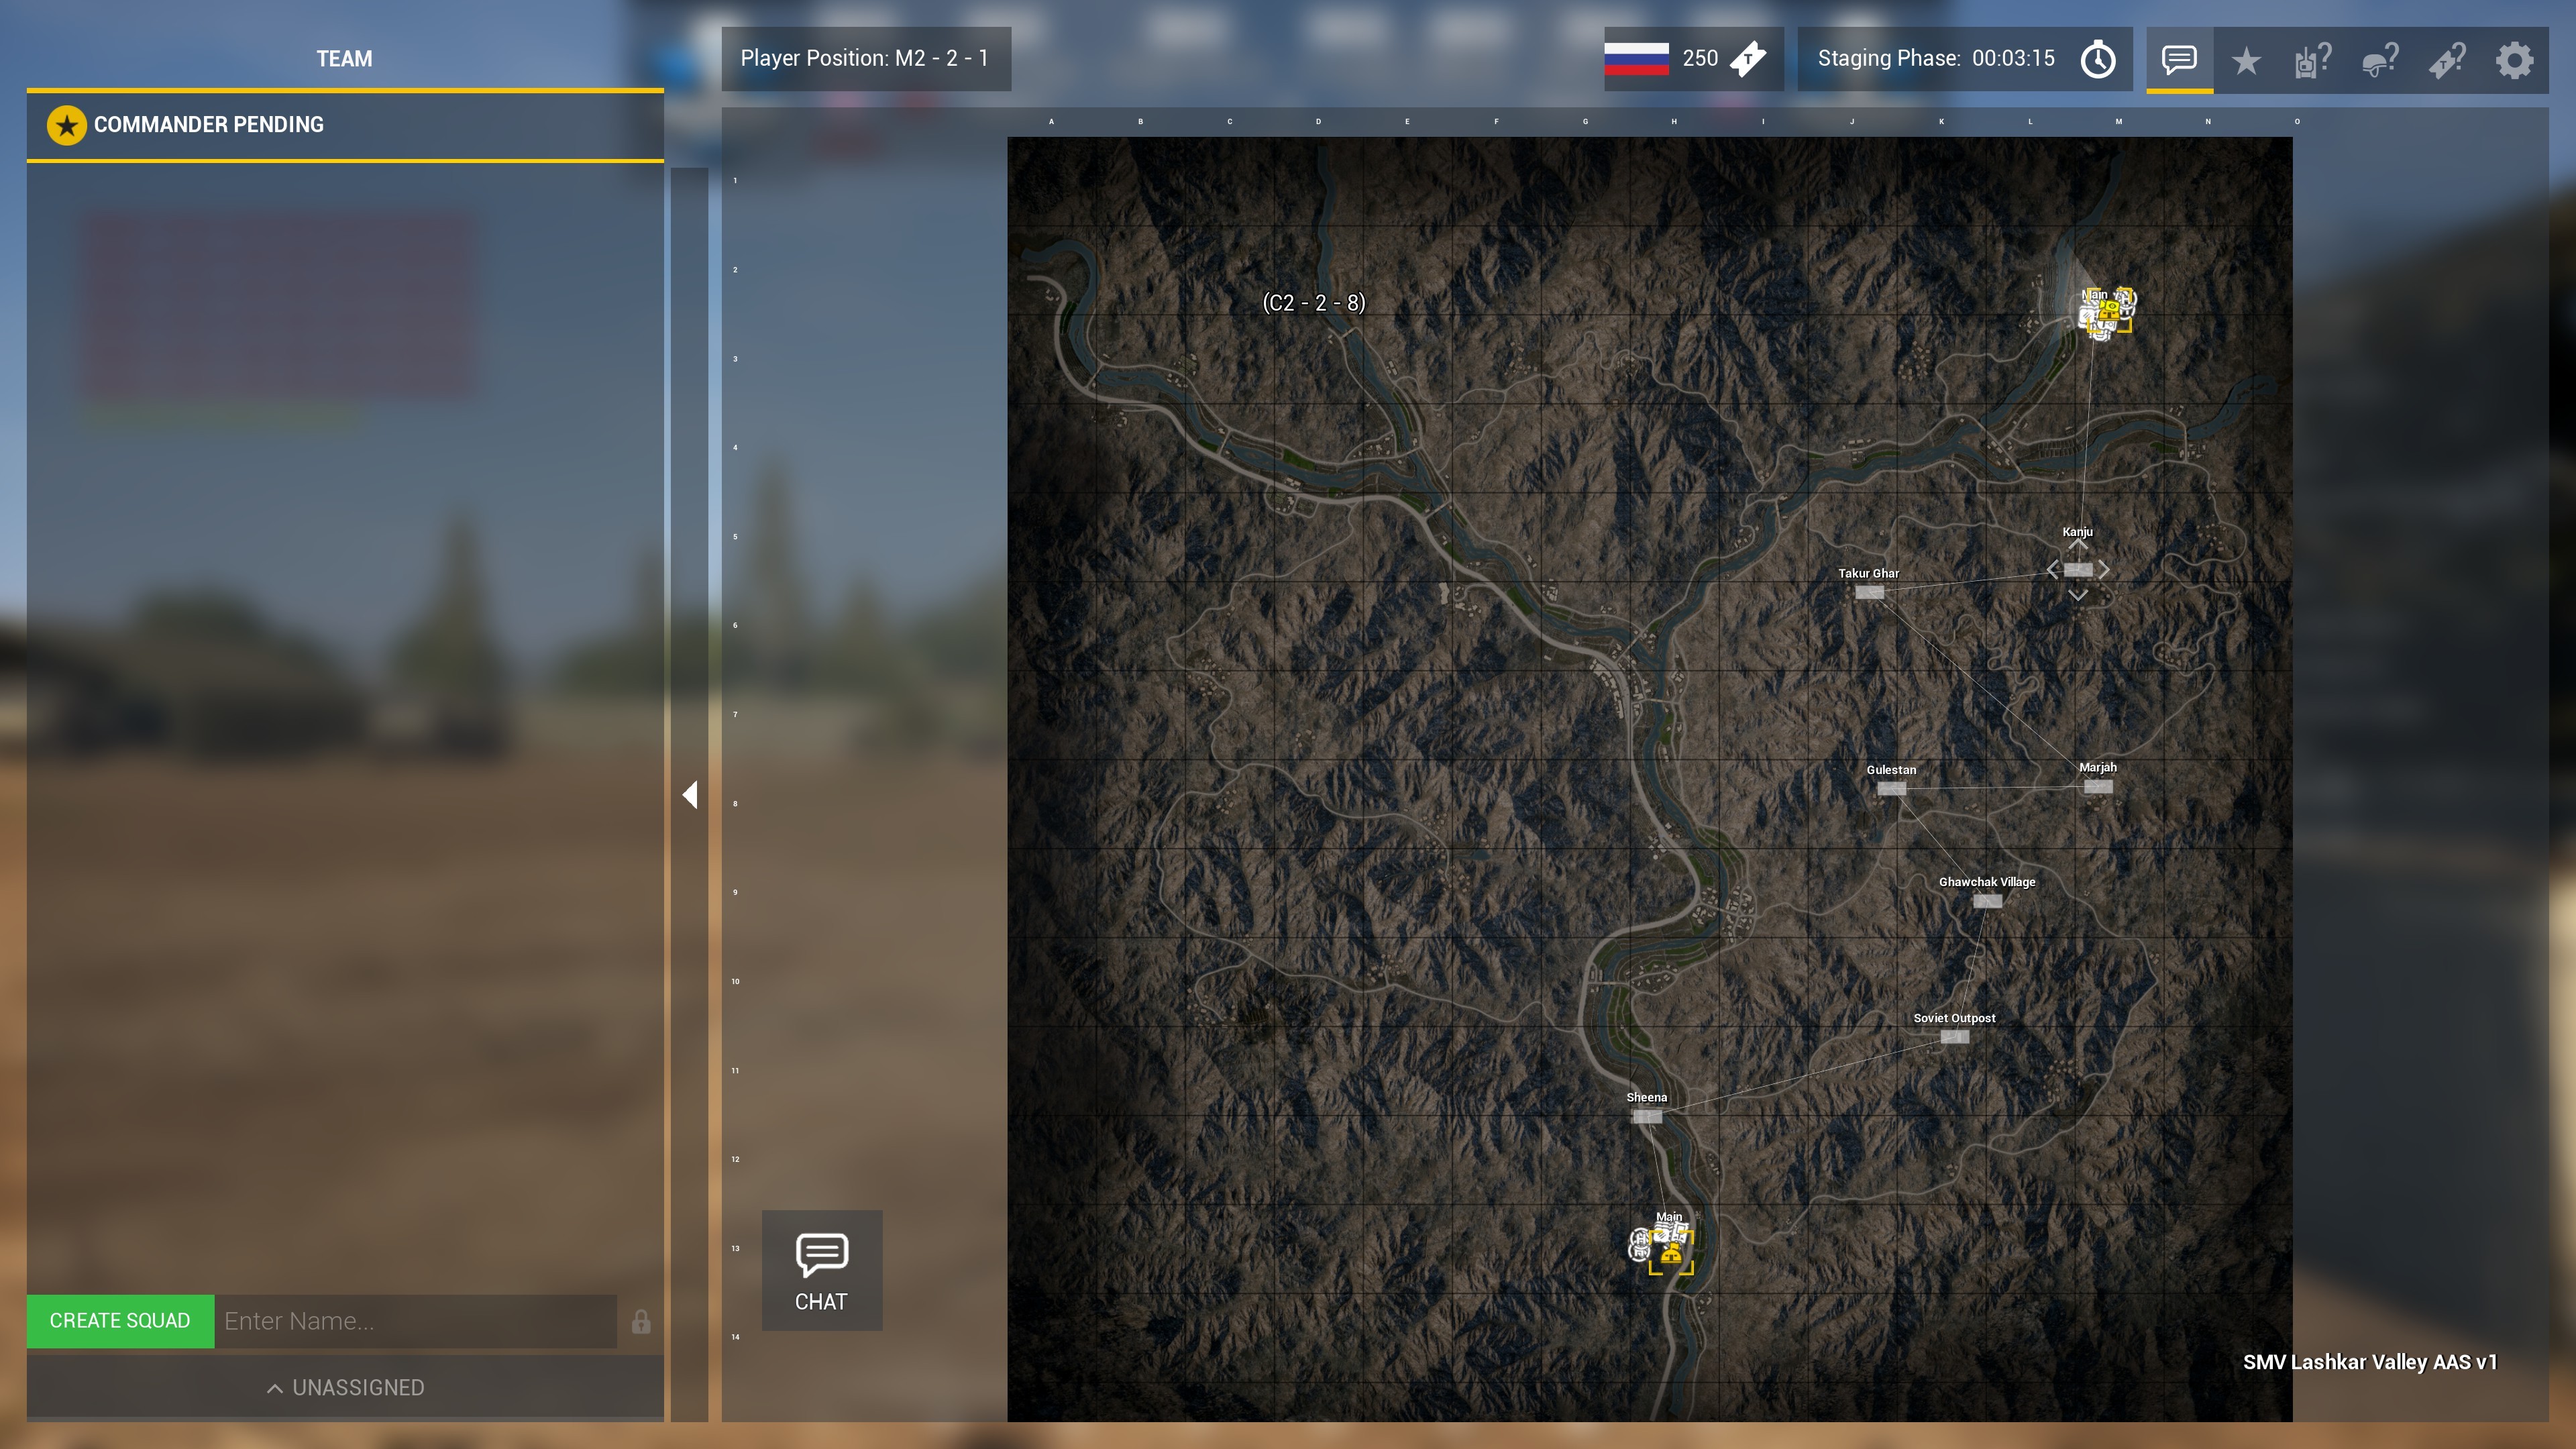 TEAM
Player Position: M2 - 2 - 1
250
Staging Phase: 00:03:15
COMMANDER PENDING
A B C D E F G H I J K L M N O
1
2
Main
(C2 - 2 - 8)
3
4
5
Kanju
Takur Ghar
6
7
Gulestan
Marjah
8
Ghawchak Village
9
10
Soviet Outpost
11
Sheena
12
Main
13
CHAT
CREATE SQUAD
Enter Name...
14
SMV Lashkar Valley AAS v1
UNASSIGNED